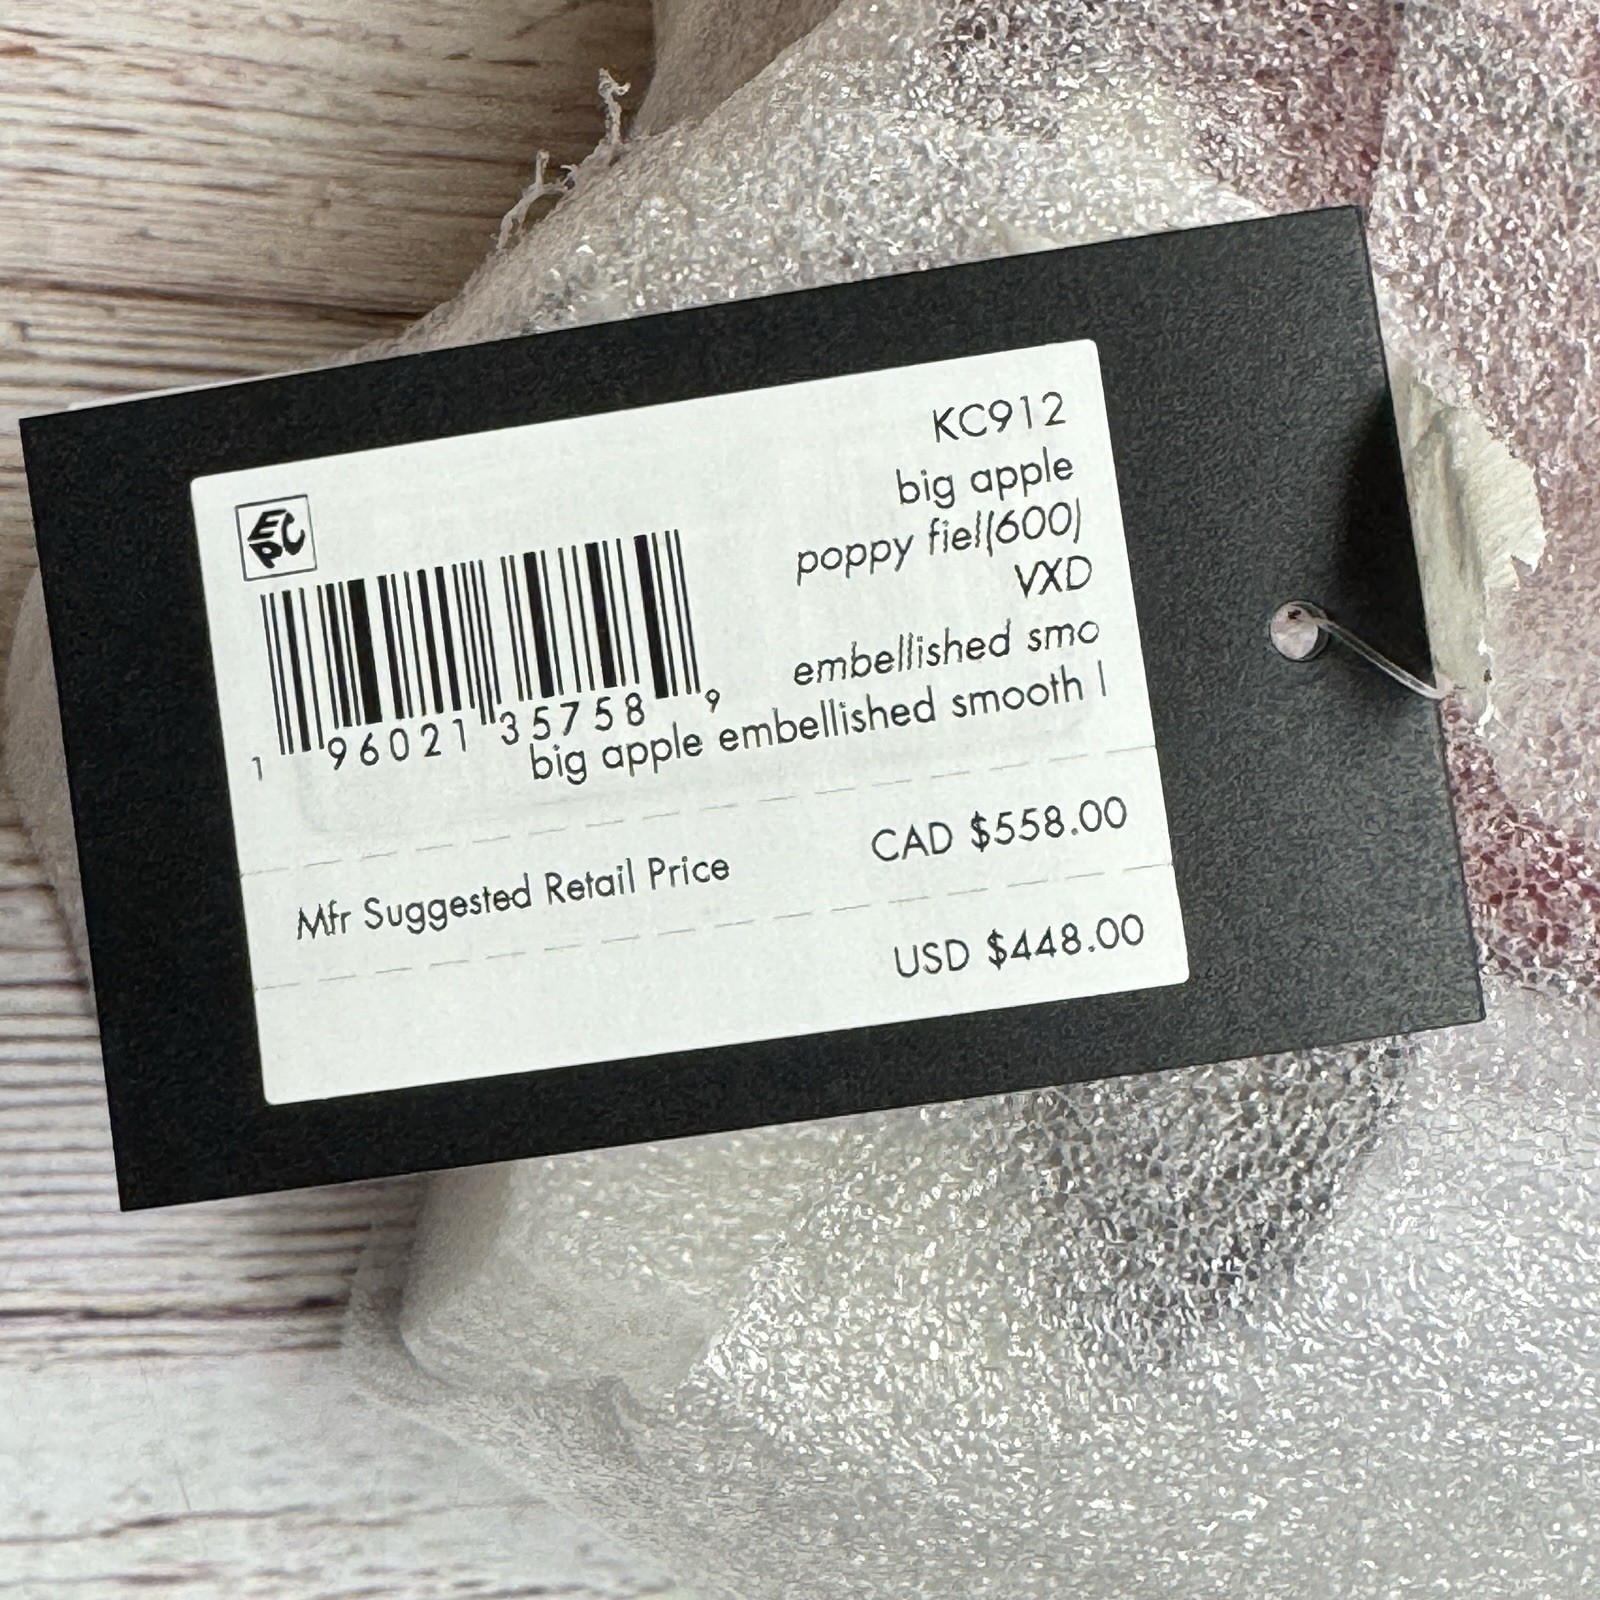 KC912
big apple
poppy fiel(600)
VXD
embellished smo
big apple embellished smooth l
EPC
1 96021 35758 9
CAD $558.00
Mfr Suggested Retail Price
USD $448.00